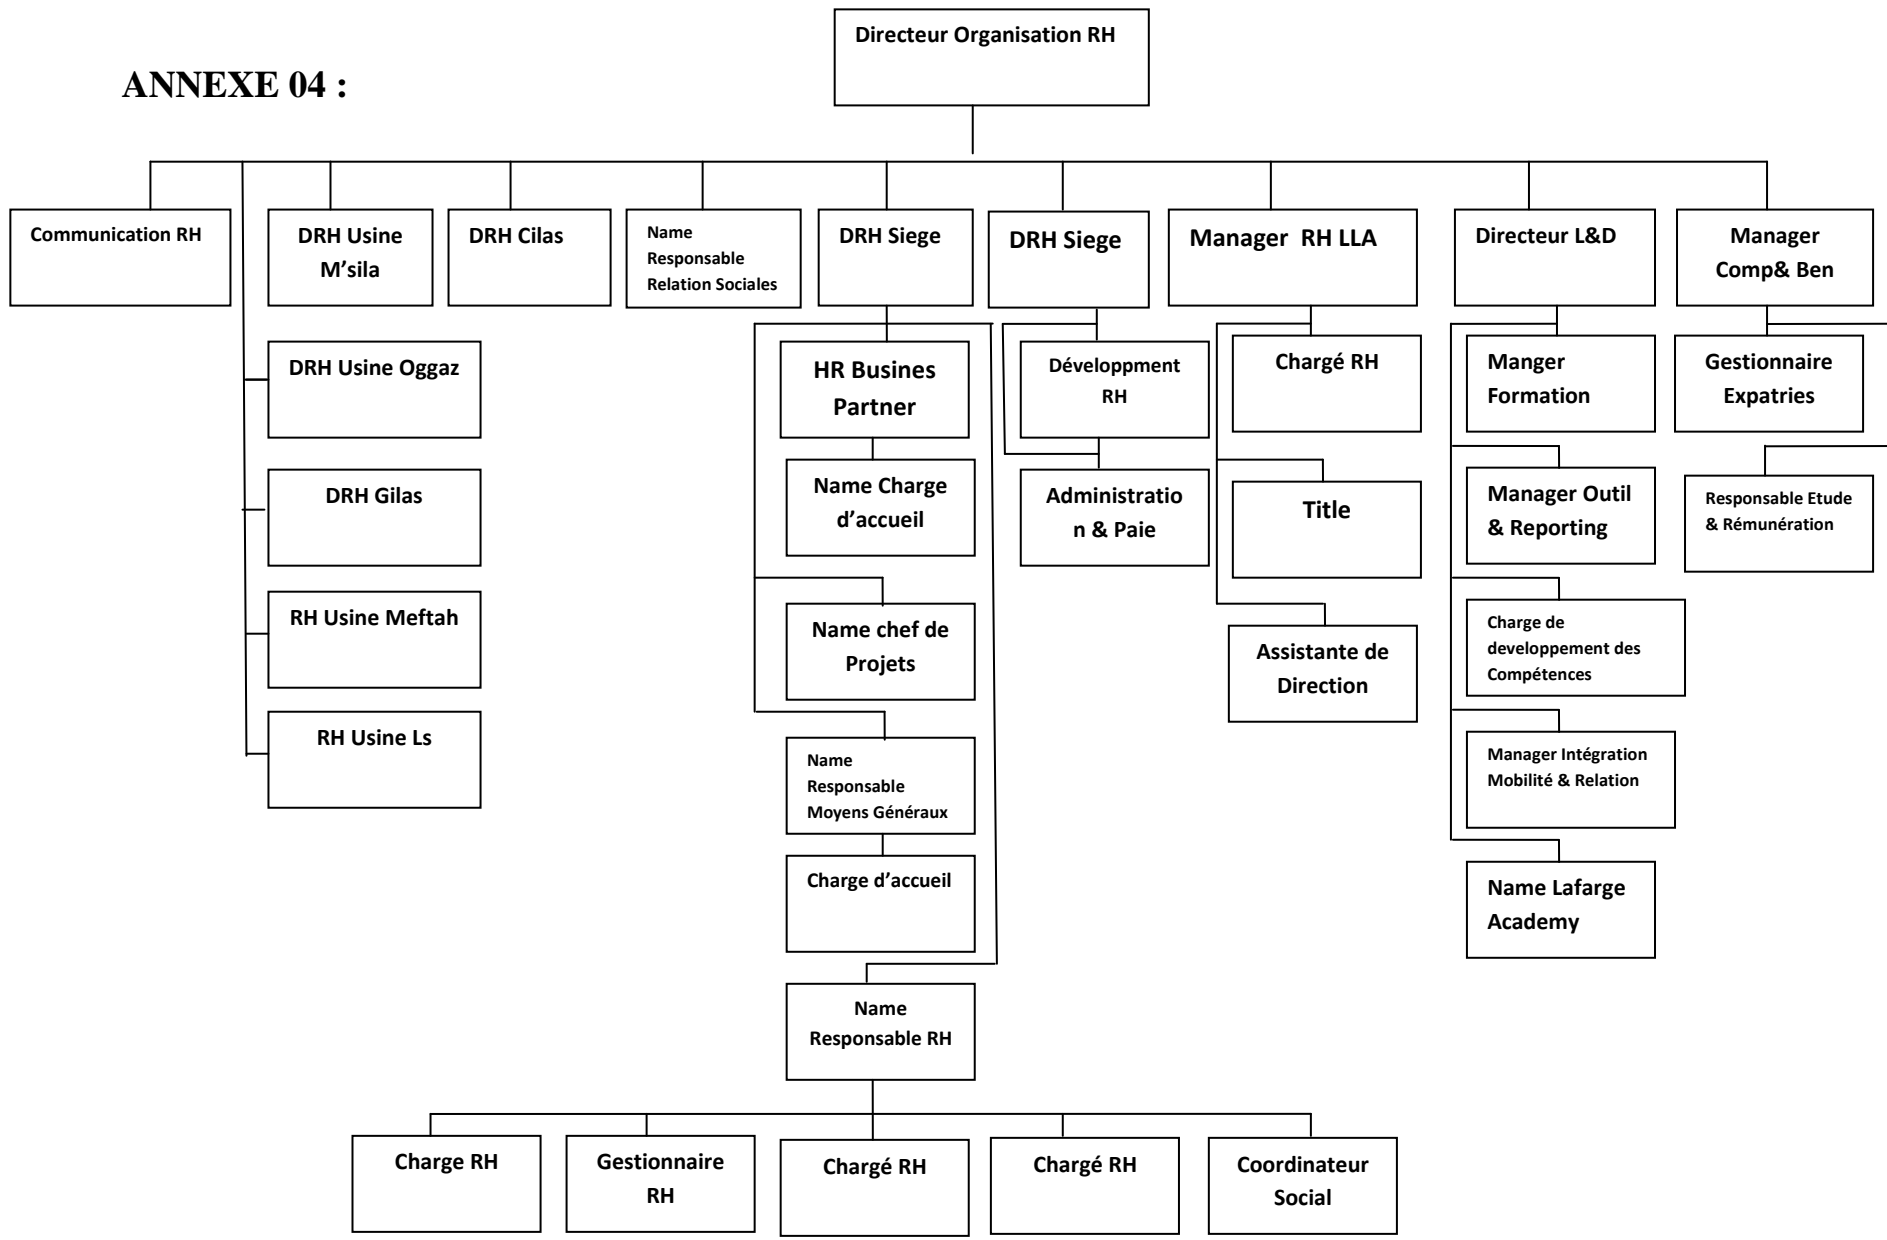 Directeur Organisation RH
ANNEXE 04 :
Communication RH
DRH Usine
M’sila
DRH Cilas
Name
Responsable
Relation Sociales
DRH Siege
DRH Siege
Manager  RH LLA
Directeur L&D
Manager
Comp& Ben
DRH Usine Oggaz
DRH Gilas
RH Usine Meftah
RH Usine Ls
HR Busines
Partner
Name Charge
d’accueil
Name chef de
Projets
Name
Responsable
Moyens Généraux
Charge d’accueil
Name
Responsable RH
Charge RH
Gestionnaire
RH
Chargé RH
Chargé RH
Coordinateur
Social
Développment
RH
Administratio
n & Paie
Chargé RH
Title
Assistante de
Direction
Manger
Formation
Manager Outil
& Reporting
Charge de
developpement des
Compétences
Manager Intégration
Mobilité & Relation
Name Lafarge
Academy
Gestionnaire
Expatries
Responsable Etude
& Rémunération